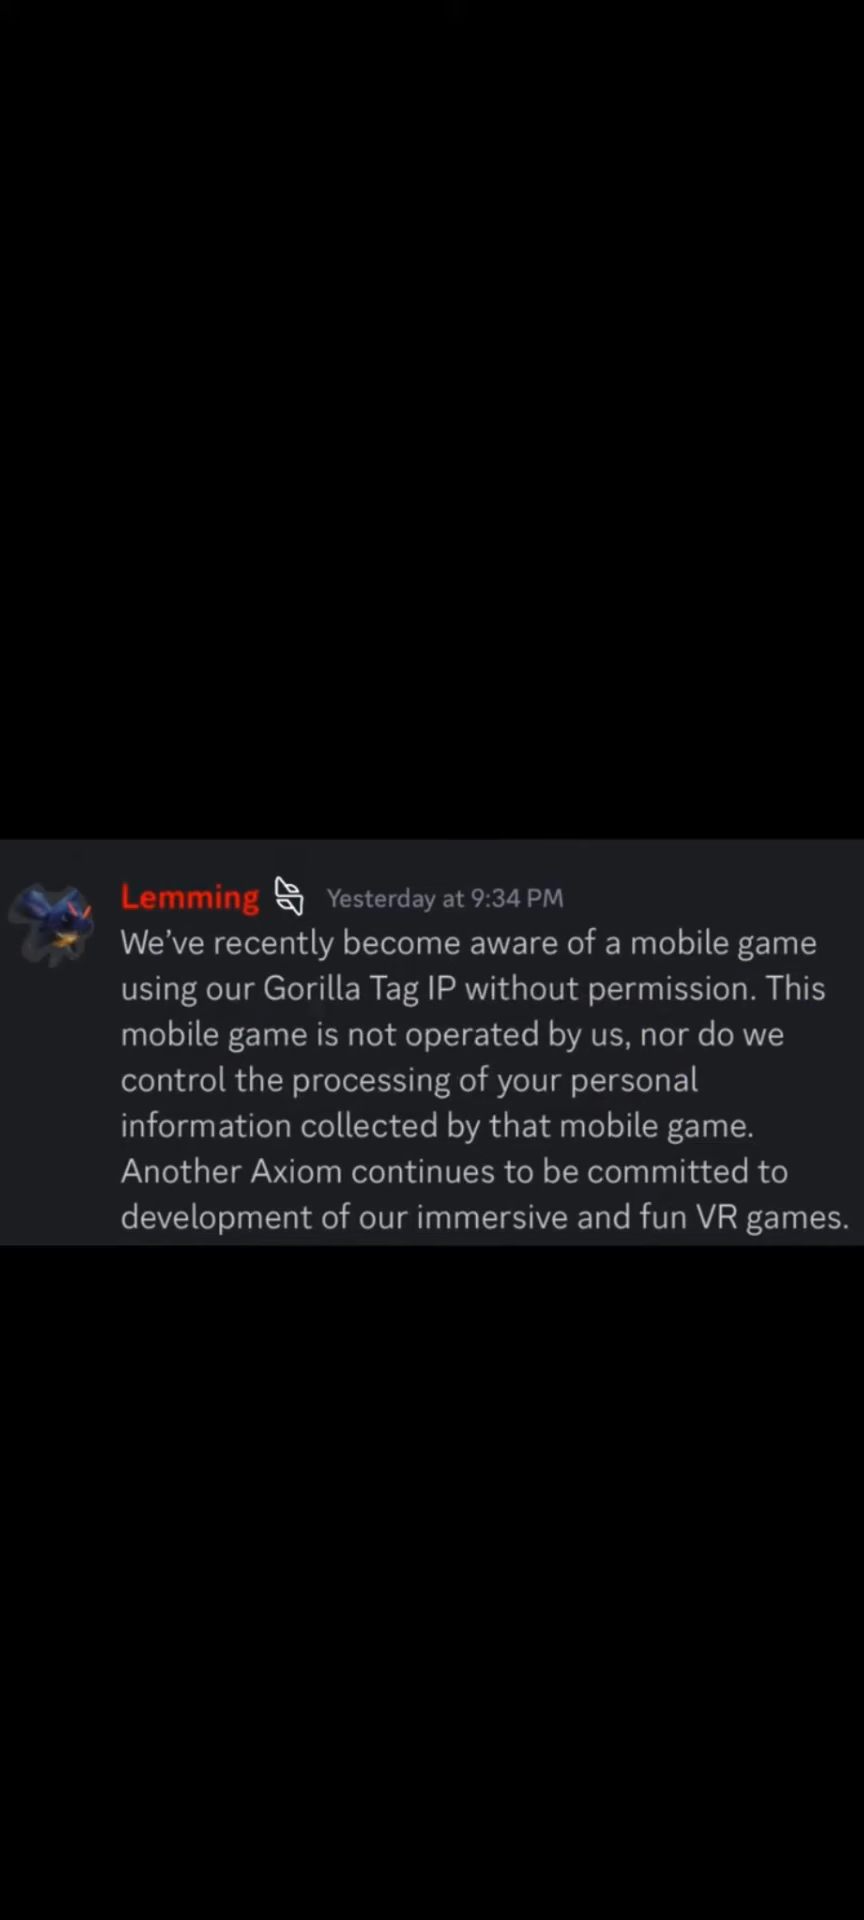 Lemming Yesterday at 9:34 PM
We’ve recently become aware of a mobile game
using our Gorilla Tag IP without permission. This
mobile game is not operated by us, nor do we
control the processing of your personal
information collected by that mobile game.
Another Axiom continues to be committed to
development of our immersive and fun VR games.